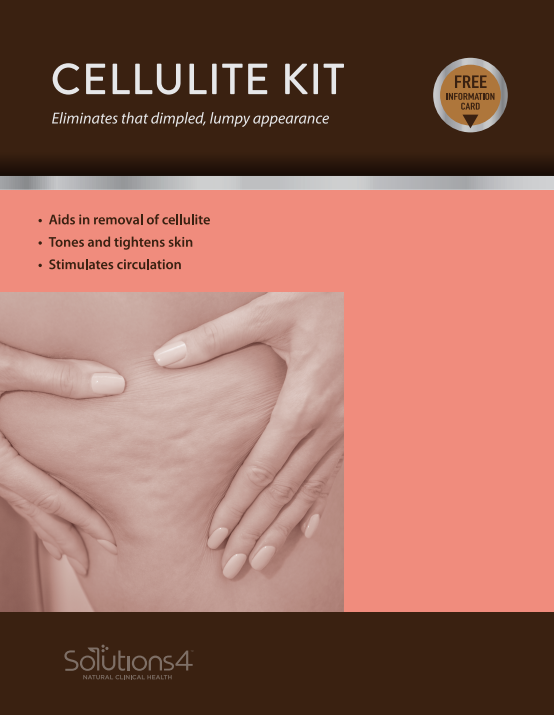 CELLULITE KIT
Eliminates that dimpled, lumpy appearance
FREE
INFORMATION
CARD
• Aids in removal of cellulite
• Tones and tightens skin
• Stimulates circulation
Solutions4
NATURAL CLINICAL HEALTH